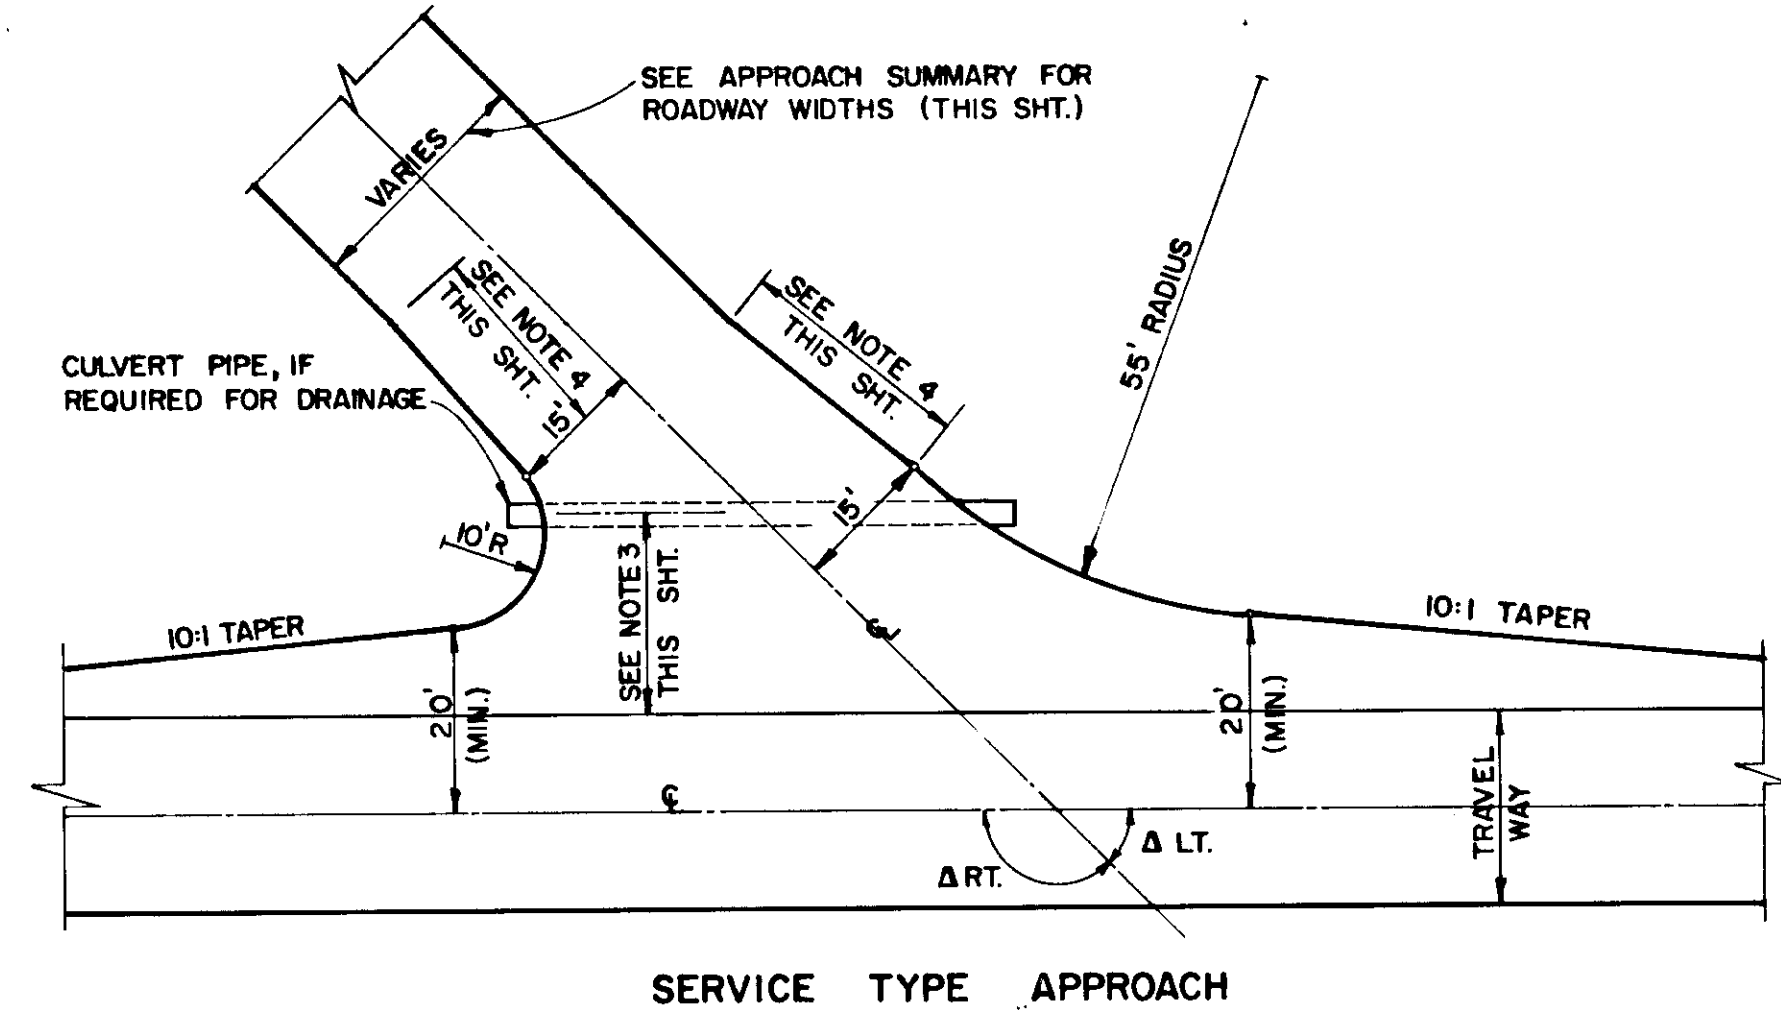 SEE APPROACH SUMMARY FOR
ROADWAY WIDTHS (THIS SHT.)
VARIES
SEE NOTE 4
THIS SHT.
SEE NOTE 4
THIS SHT.
55' RADIUS
CULVERT PIPE, IF
REQUIRED FOR DRAINAGE
15'
15'
10'R
SEE NOTE 3
THIS SHT.
10:1 TAPER
10:1 TAPER
20'
(MIN.)
20'
(MIN.)
TRAVEL
WAY
Δ LT.
Δ RT.
SERVICE TYPE APPROACH